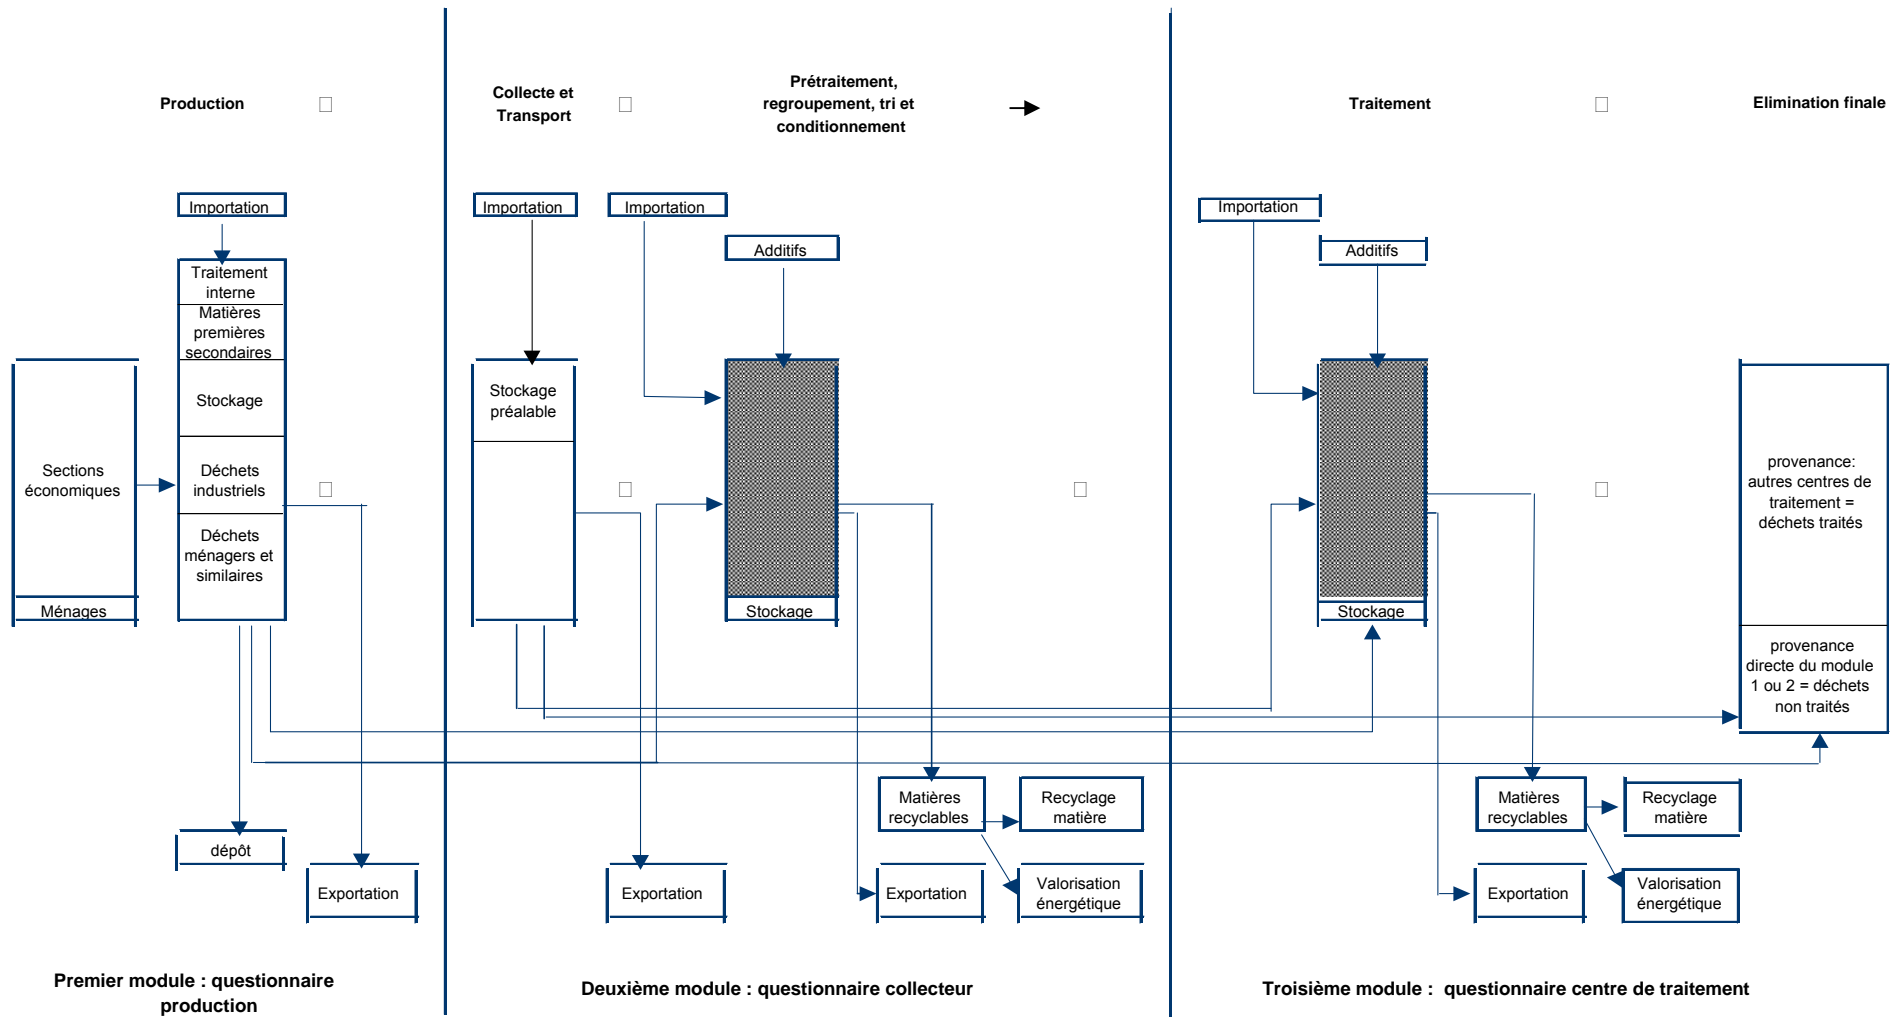 Production
Collecte et
Transport
Prétraitement,
regroupement, tri et
conditionnement
Traitement
Elimination finale
Importation
Importation
Importation
Importation
Additifs
Additifs
Traitement
interne
Matières
premières
secondaires
Stockage
Déchets
industriels
Déchets
ménagers et
similaires
Sections
économiques
Ménages
Stockage
préalable
Stockage
Stockage
provenance:
autres centres de
traitement =
déchets traités
provenance
directe du module
1 ou 2 = déchets
non traités
dépôt
Exportation
Exportation
Matières
recyclables
Recyclage
matière
Exportation
Valorisation
énergétique
Matières
recyclables
Recyclage
matière
Exportation
Valorisation
énergétique
Premier module : questionnaire
production
Deuxième module : questionnaire collecteur
Troisième module : questionnaire centre de traitement